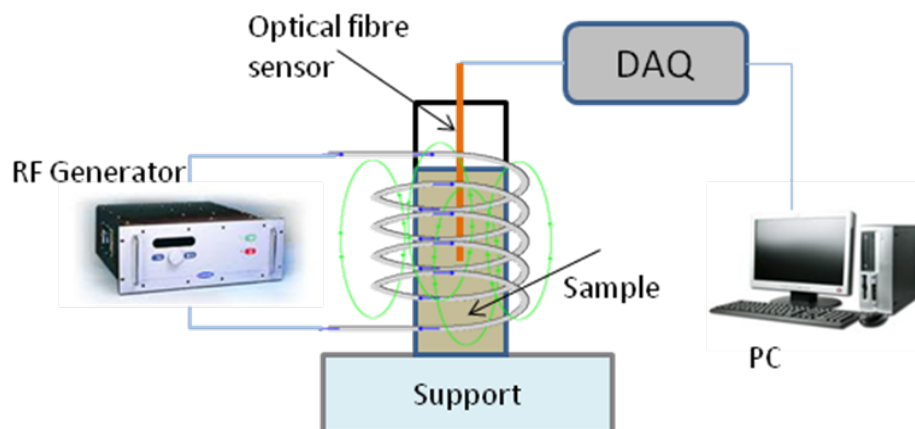 Optical fibre
sensor
DAQ
RF Generator
Sample
PC
Support